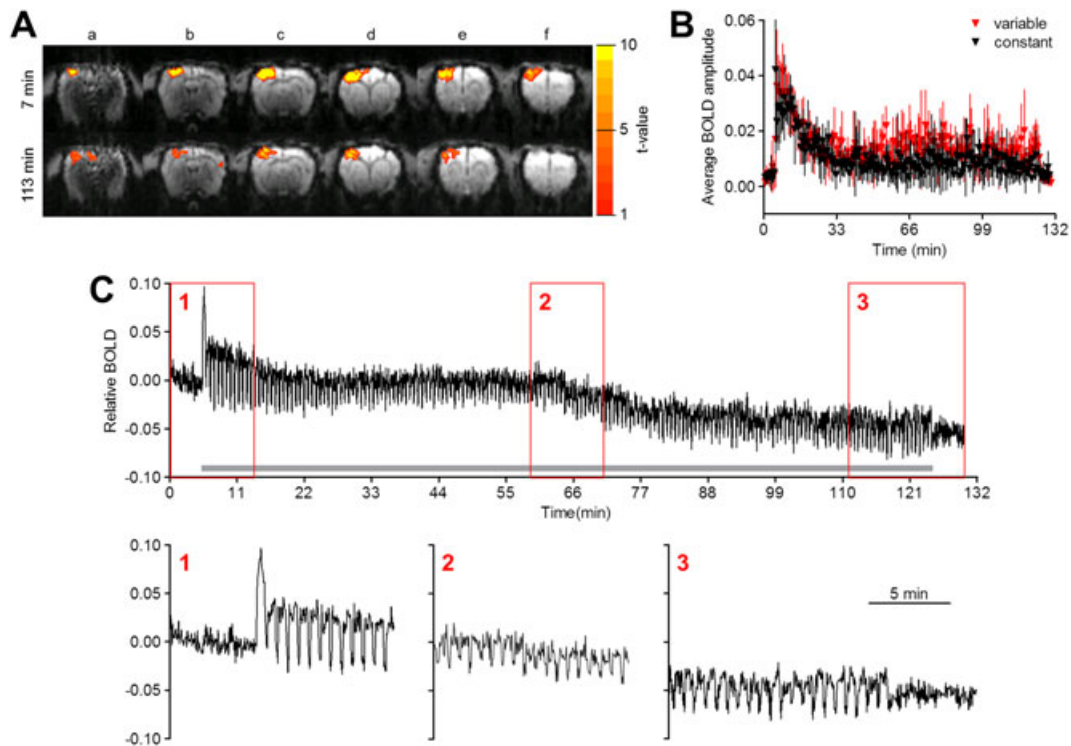 A
a b c d e f
7 min
113 min
10
5
1
t-value
B
variable
constant
0.06
0.04
0.02
0.00
Average BOLD amplitude
0 33 66 99 132
Time (min)
C
1 2 3
0.10
0.05
0.00
-0.05
-0.10
Relative BOLD
0 11 22 33 44 55 66 77 88 99 110 121 132
Time(min)
0.10
0.05
0.00
-0.05
-0.10
1
2
3
5 min